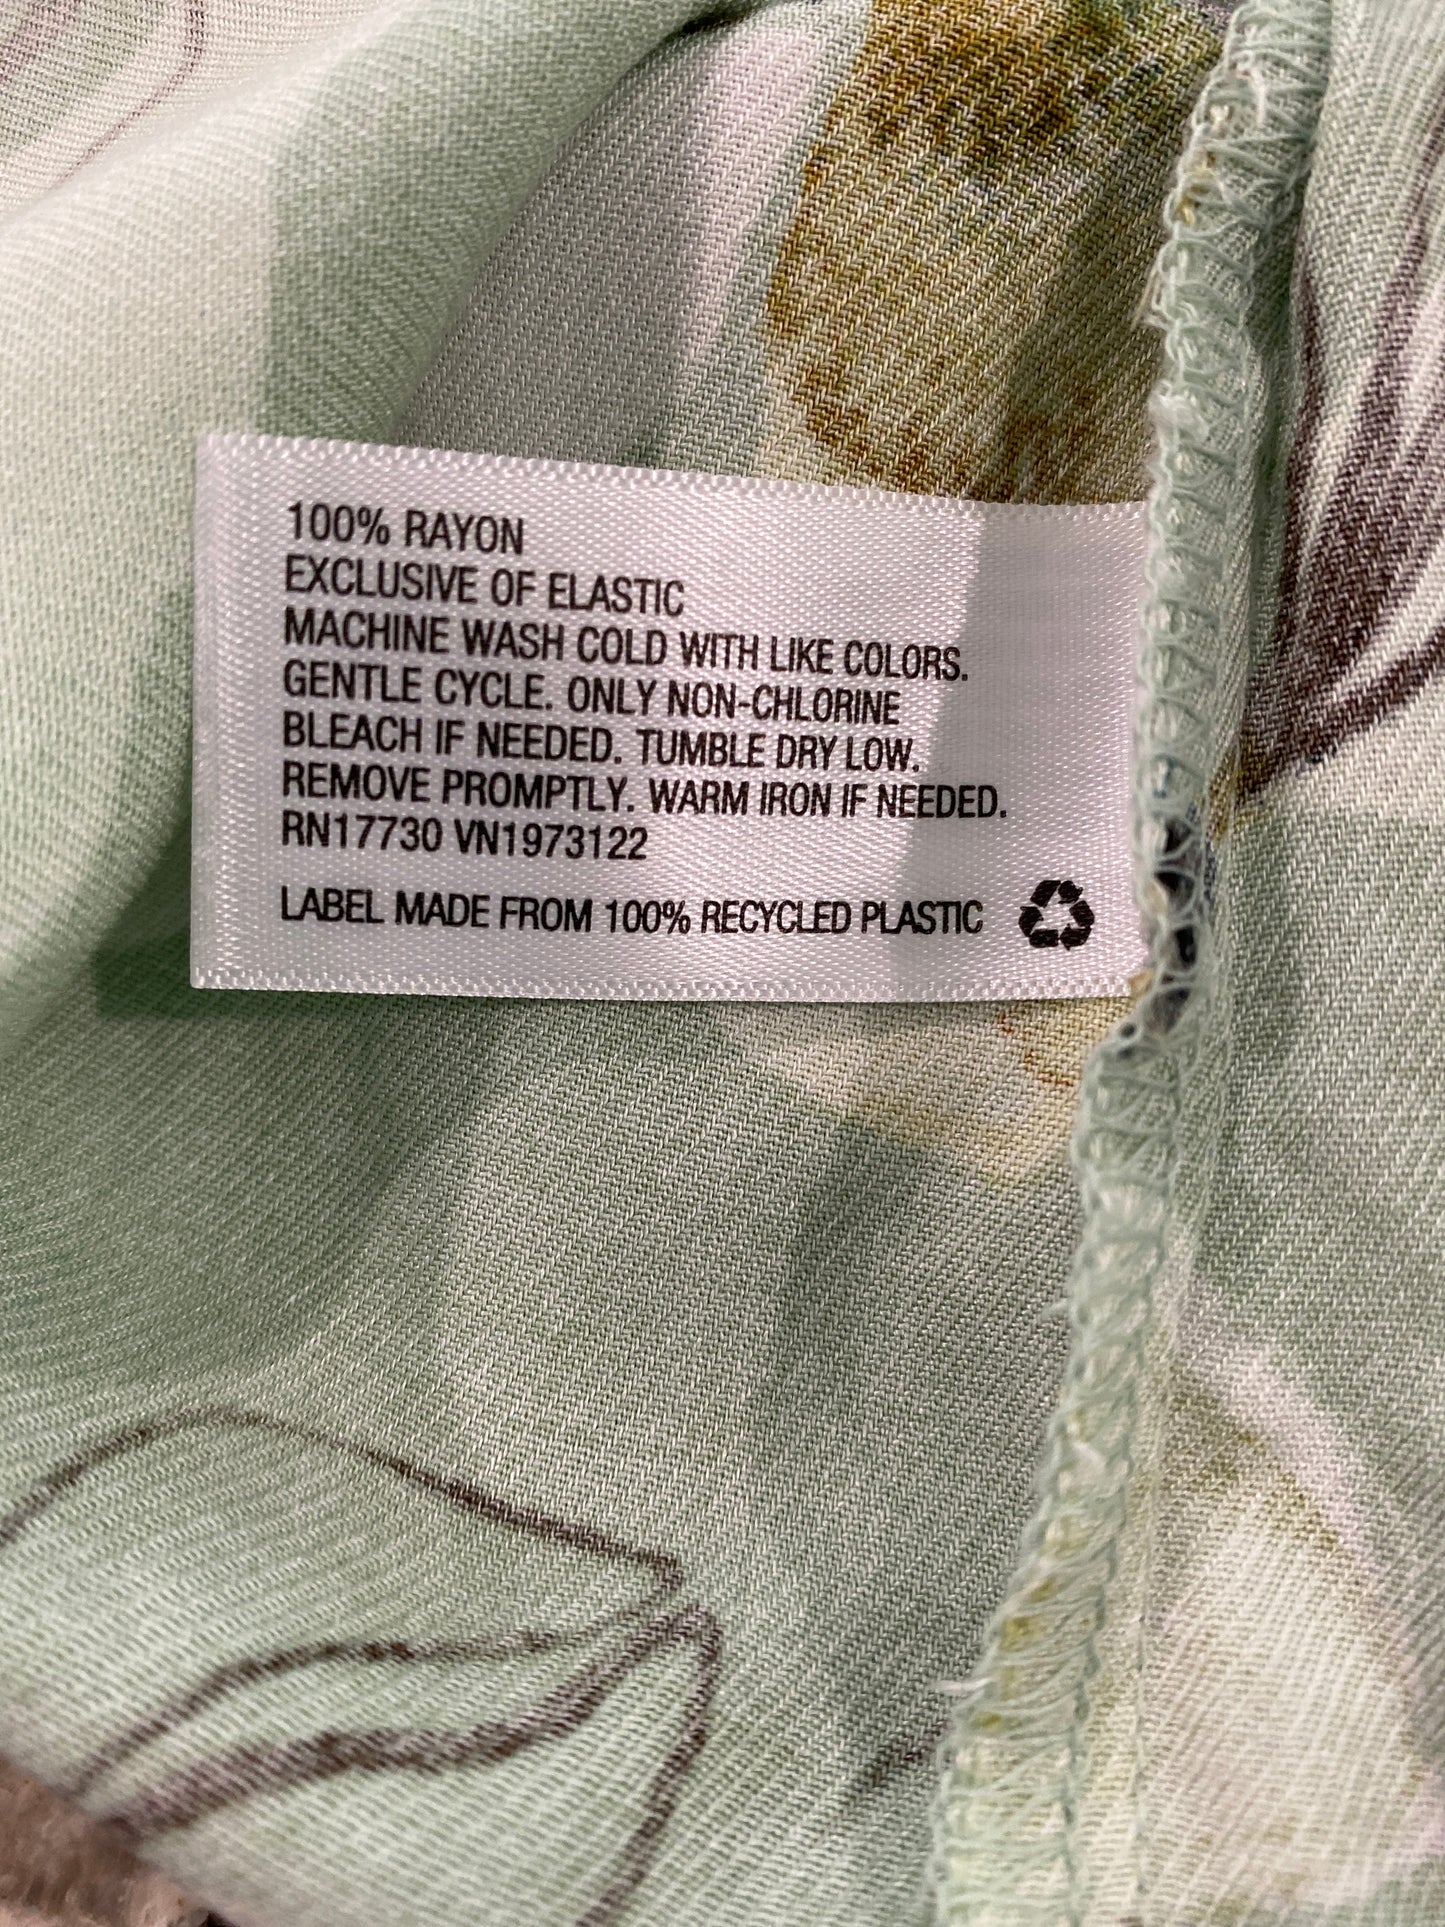 100% RAYON
EXCLUSIVE OF ELASTIC
MACHINE WASH COLD WITH LIKE COLORS.
GENTLE CYCLE. ONLY NON-CHLORINE
BLEACH IF NEEDED. TUMBLE DRY LOW.
REMOVE PROMPTLY. WARM IRON IF NEEDED.
RN17730 VN1973122
LABEL MADE FROM 100% RECYCLED PLASTIC